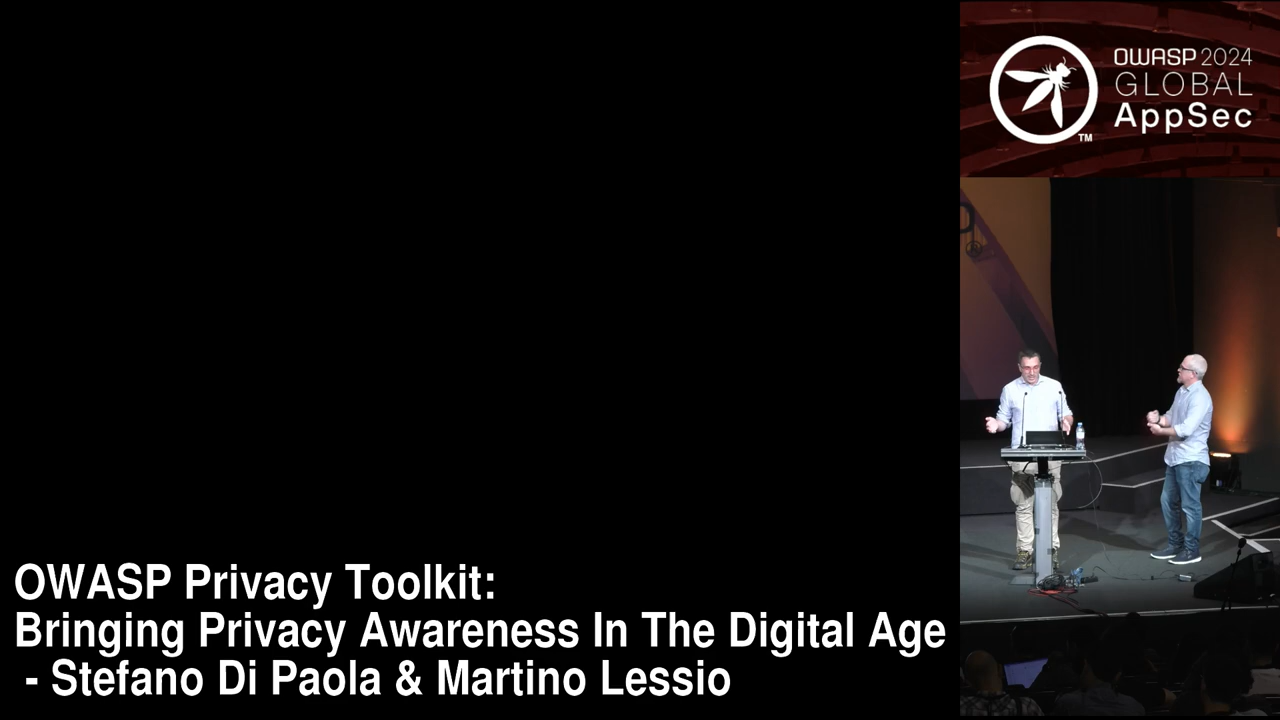 OWASP 2024
GLOBAL
AppSec
TM
OWASP Privacy Toolkit:
Bringing Privacy Awareness In The Digital Age
- Stefano Di Paola & Martino Lessio